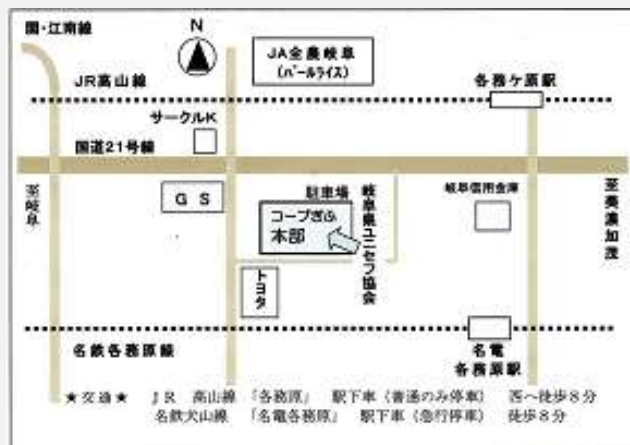 関・江南線
N
JA全農岐阜
(パールライス)
JR高山線
各務ケ原駅
サークルK
国道21号線
至岐阜
GS
駐車場
コープぎふ
本部
岐阜県ユニセフ協会
岐阜信用金庫
至美濃加茂
トヨタ
名鉄各務原線
名電
各務原駅
★交通★ JR 高山線 「各務原」 駅下車（普通のみ停車） 西へ徒歩8分
名鉄犬山線 「名電各務原」 駅下車（急行停車） 徒歩8分